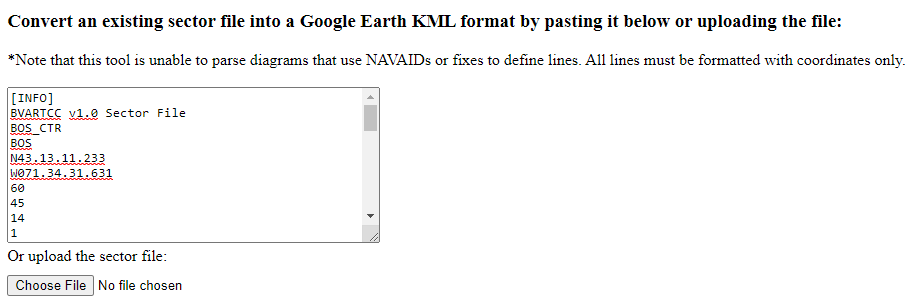 Convert an existing sector file into a Google Earth KML format by pasting it below or uploading the file:
*Note that this tool is unable to parse diagrams that use NAVAIDs or fixes to define lines. All lines must be formatted with coordinates only.
[INFO]
BVARTCC v1.0 Sector File
BOS_CTR
BOS
N43.13.11.233
W071.34.31.631
60
45
14
1
Or upload the sector file:
Choose File No file chosen